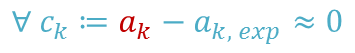 ∀ c_k ≔ a_k − a_{k, exp} ≈ 0